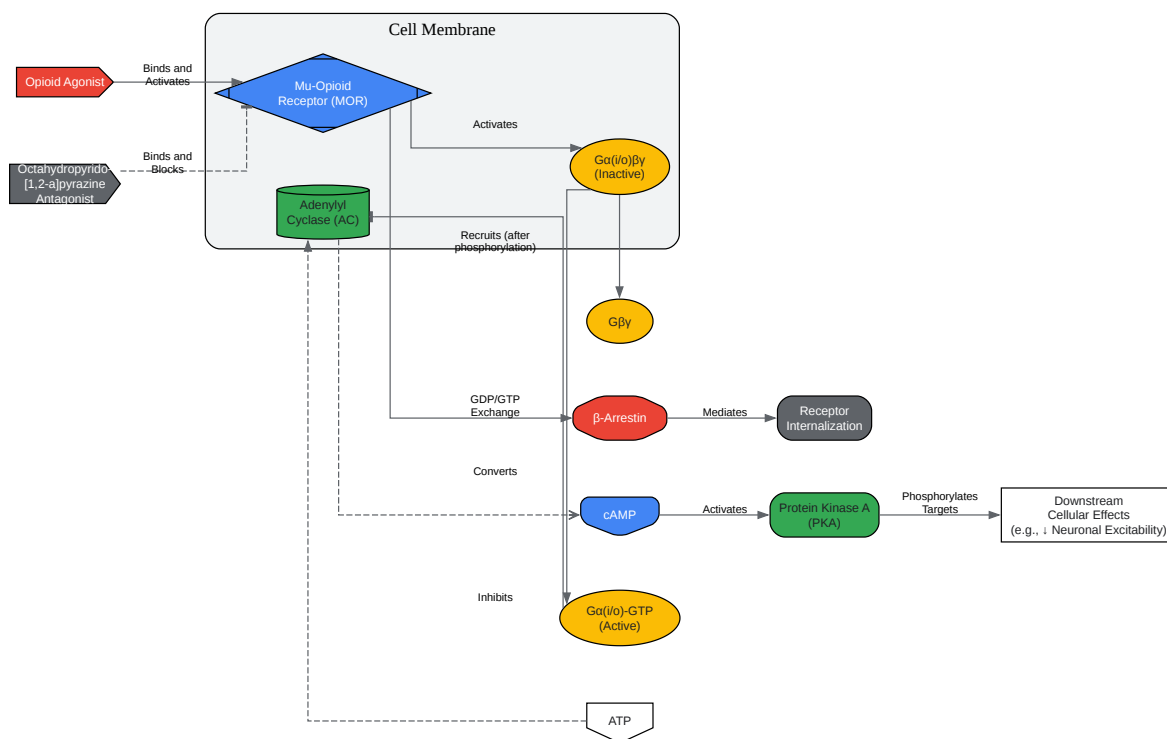 Cell Membrane
Opioid Agonist
Binds and
Activates
Mu-Opioid
Receptor (MOR)
Activates
Gα(i/o)βγ
(Inactive)
Octahydropyrido-
[1,2-a]pyrazine
Antagonist
Binds and
Blocks
Adenylyl
Cyclase (AC)
Recruits (after
phosphorylation)
Gβγ
GDP/GTP
Exchange
β-Arrestin
Mediates
Receptor
Internalization
Converts
cAMP
Activates
Protein Kinase A
(PKA)
Phosphorylates
Targets
Downstream
Cellular Effects
(e.g., ↓ Neuronal Excitability)
Inhibits
Gα(i/o)-GTP
(Active)
ATP